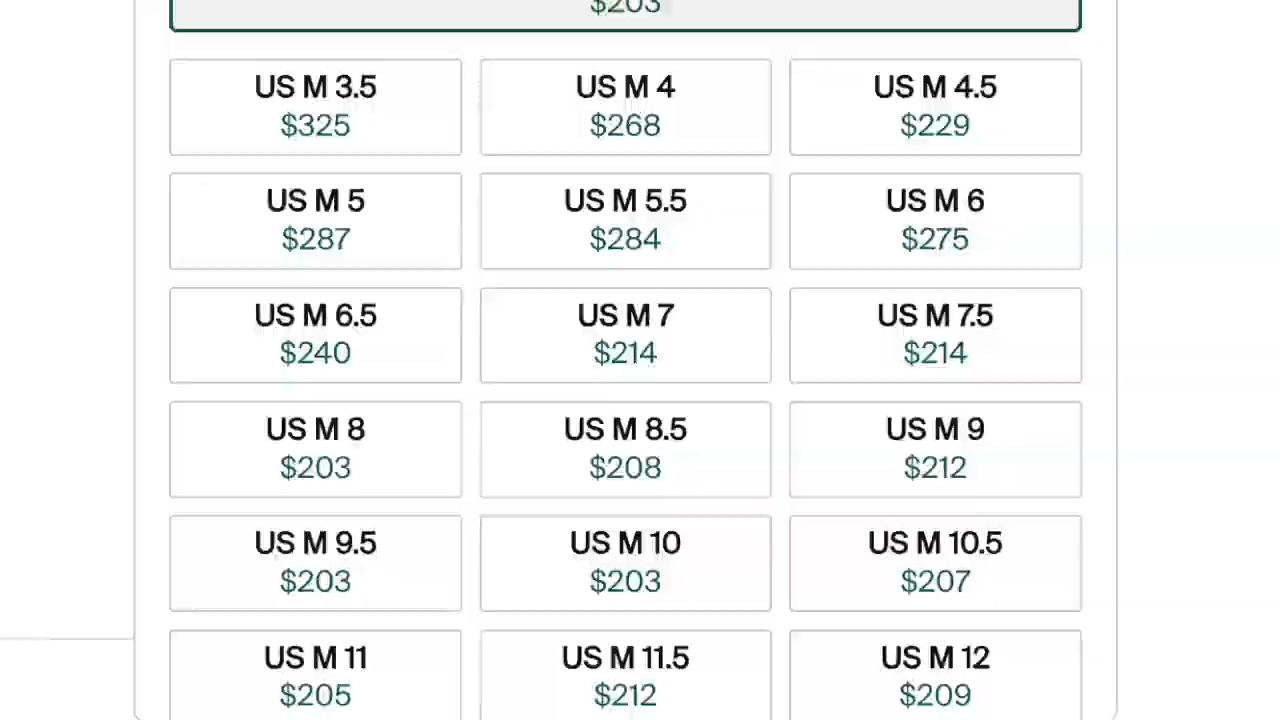 $203
US M 3.5
$325
US M 4
$268
US M 4.5
$229
US M 5
$287
US M 5.5
$284
US M 6
$275
US M 6.5
$240
US M 7
$214
US M 7.5
$214
US M 8
$203
US M 8.5
$208
US M 9
$212
US M 9.5
$203
US M 10
$203
US M 10.5
$207
US M 11
$205
US M 11.5
$212
US M 12
$209